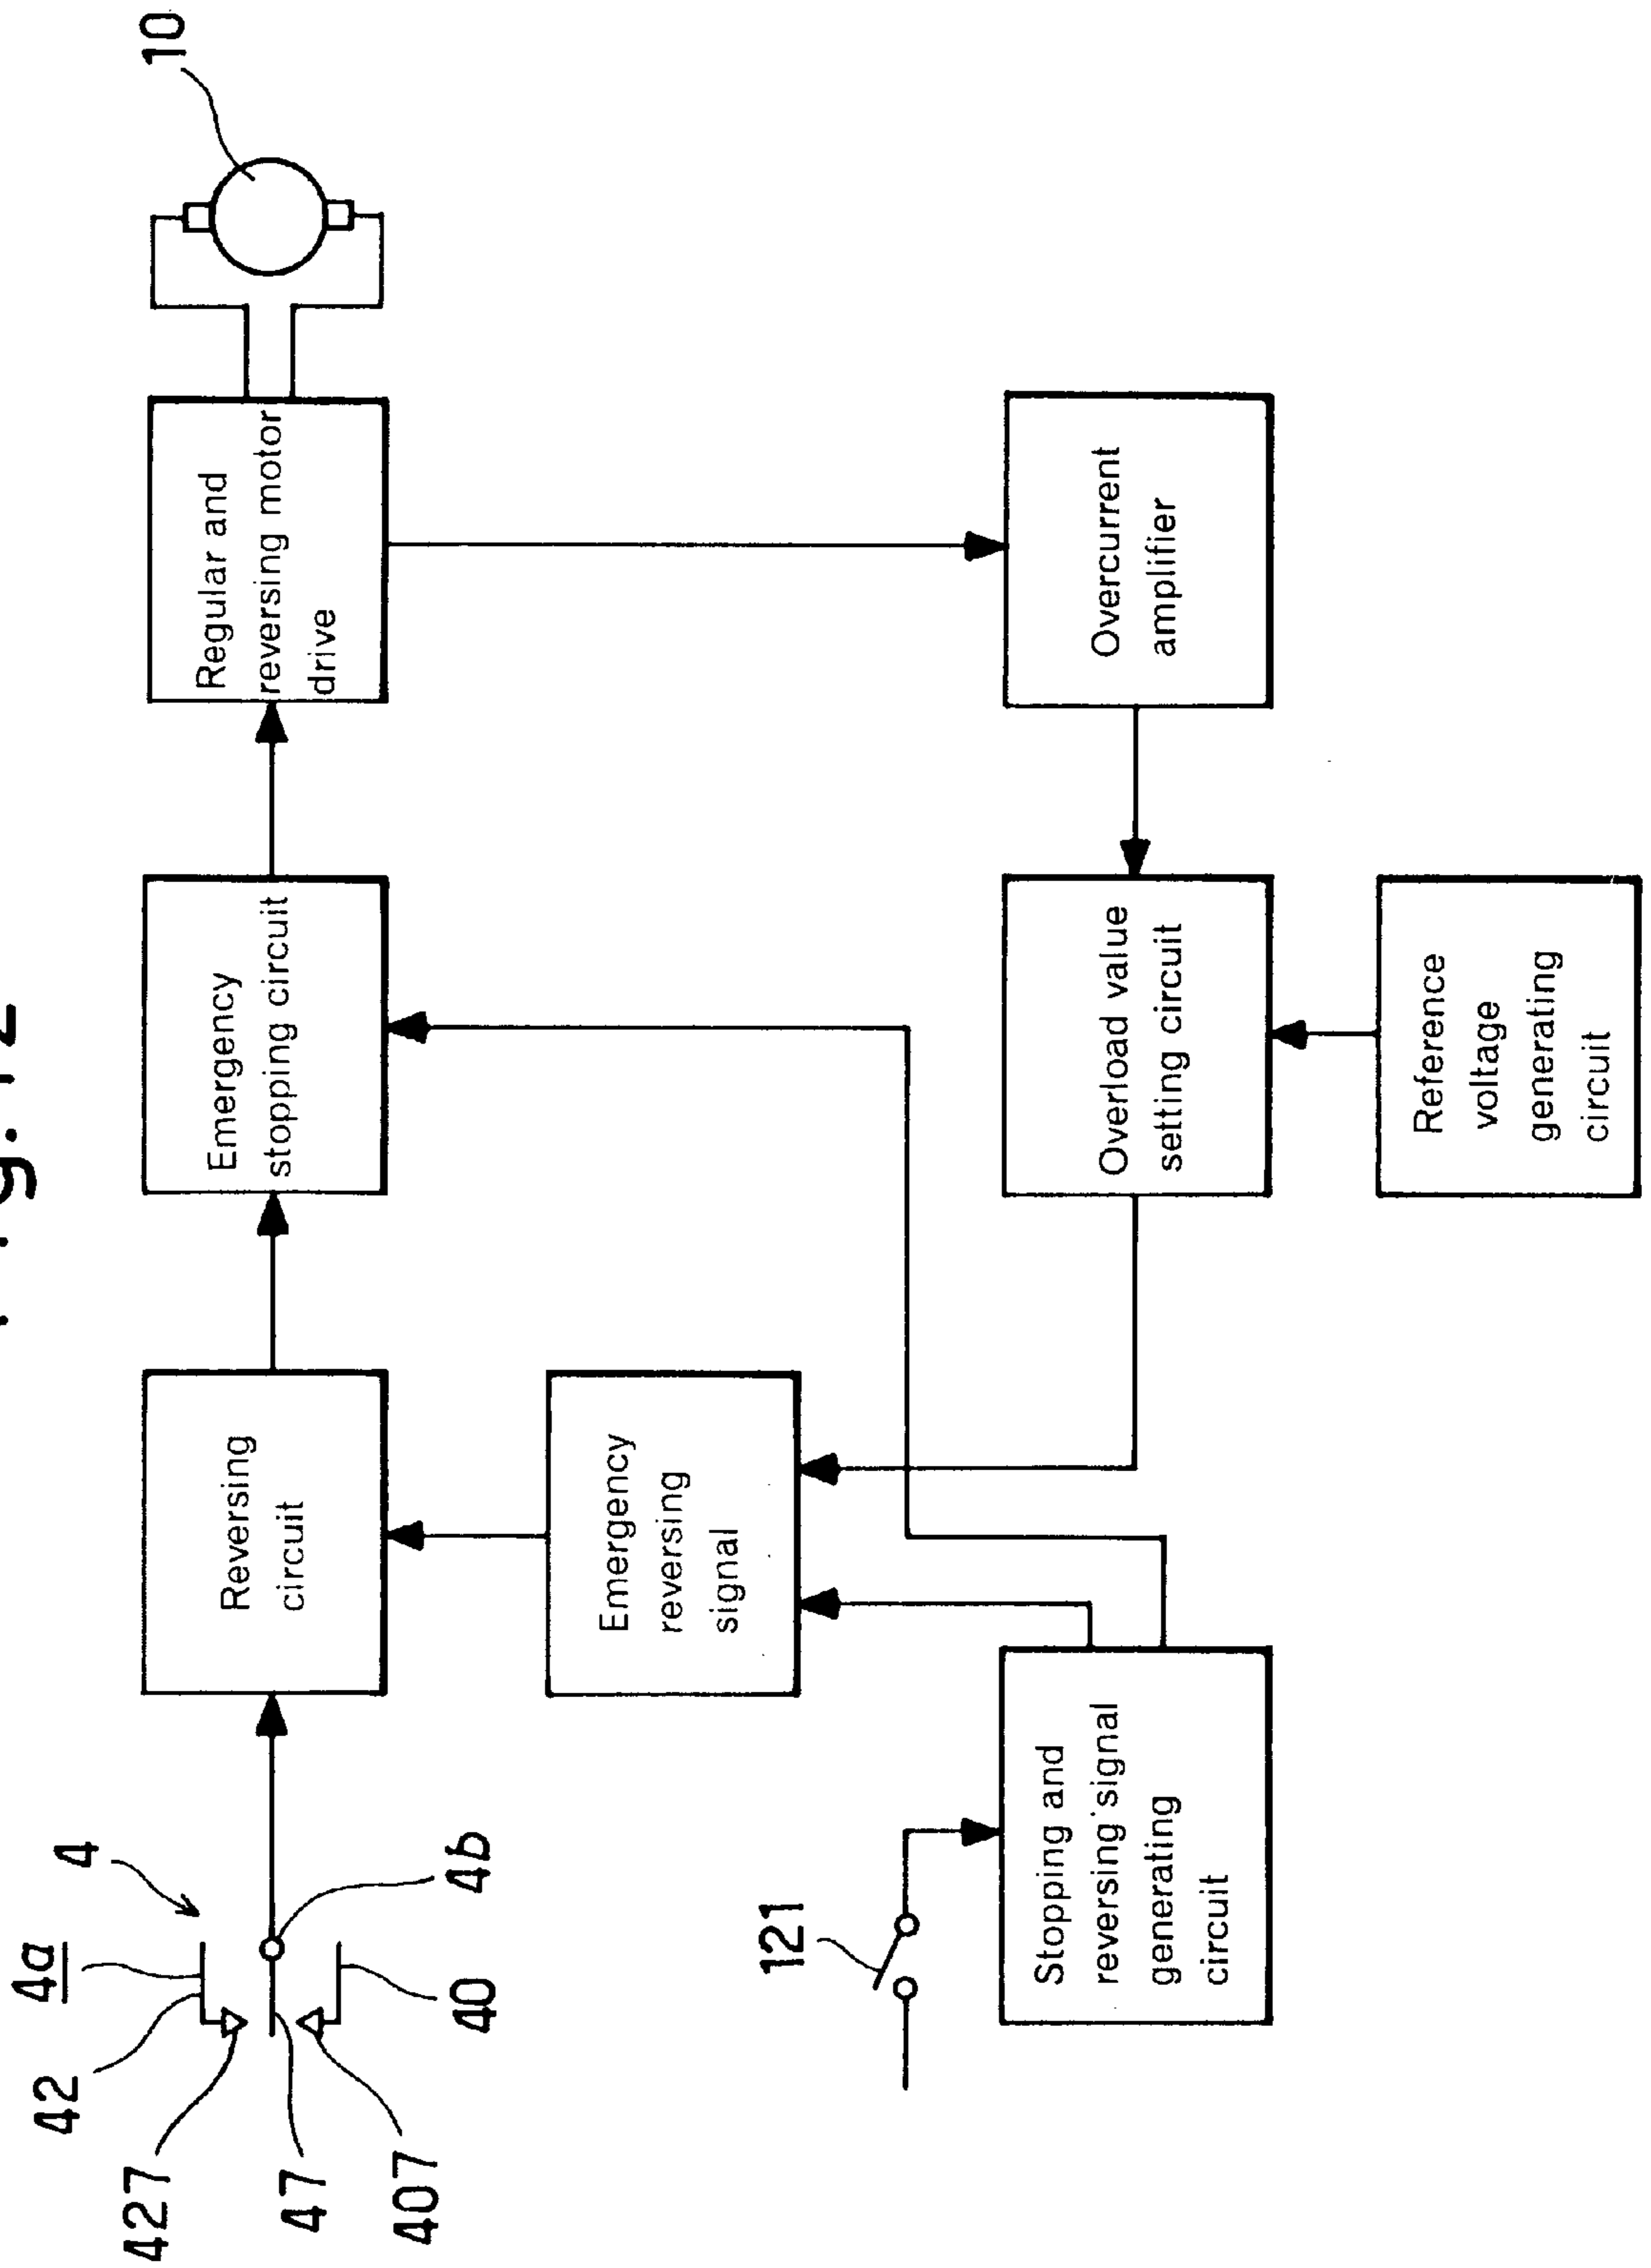 4a
4
42
427
47
407
40
4b
Reversing
circuit
Emergency
stopping circuit
Regular and
reversing motor
drive
10
Emergency
reversing
signal
121
Stopping and
reversing signal
generating
circuit
Overload value
setting circuit
Overcurrent
amplifier
Reference
voltage
generating
circuit